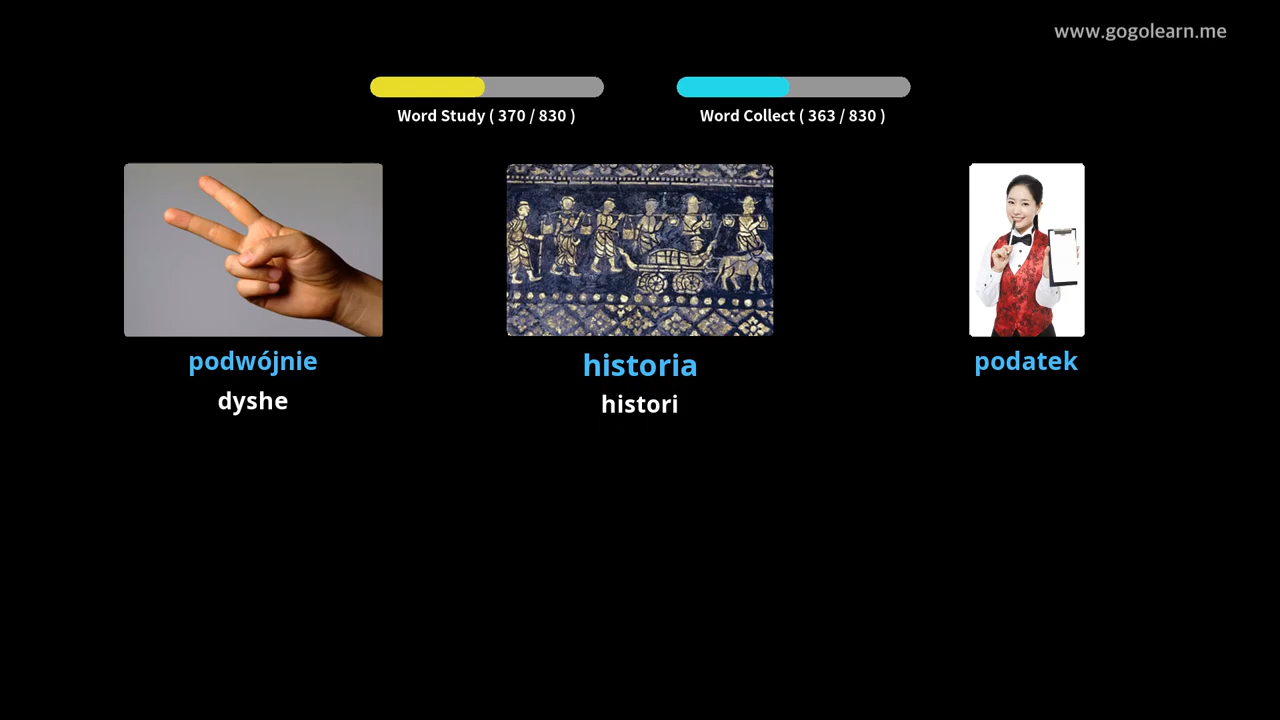 www.gogolearn.me
Word Study ( 370 / 830 )
Word Collect ( 363 / 830 )
podwójnie
dyshe
historia
histori
podatek